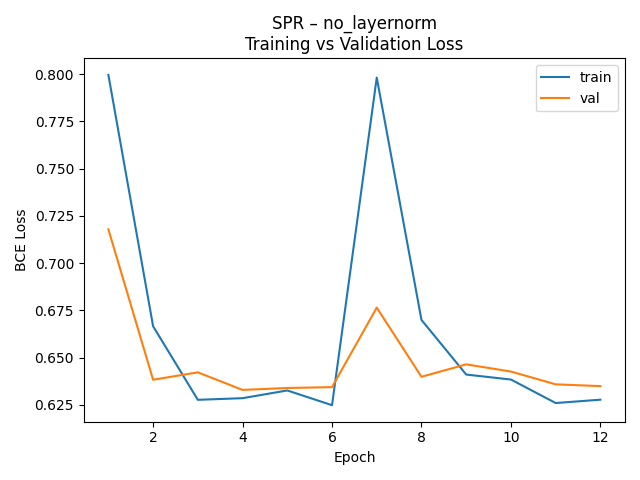 SPR – no_layernorm
Training vs Validation Loss
train
val
BCE Loss
0.800
0.775
0.750
0.725
0.700
0.675
0.650
0.625
2
4
6
8
10
12
Epoch